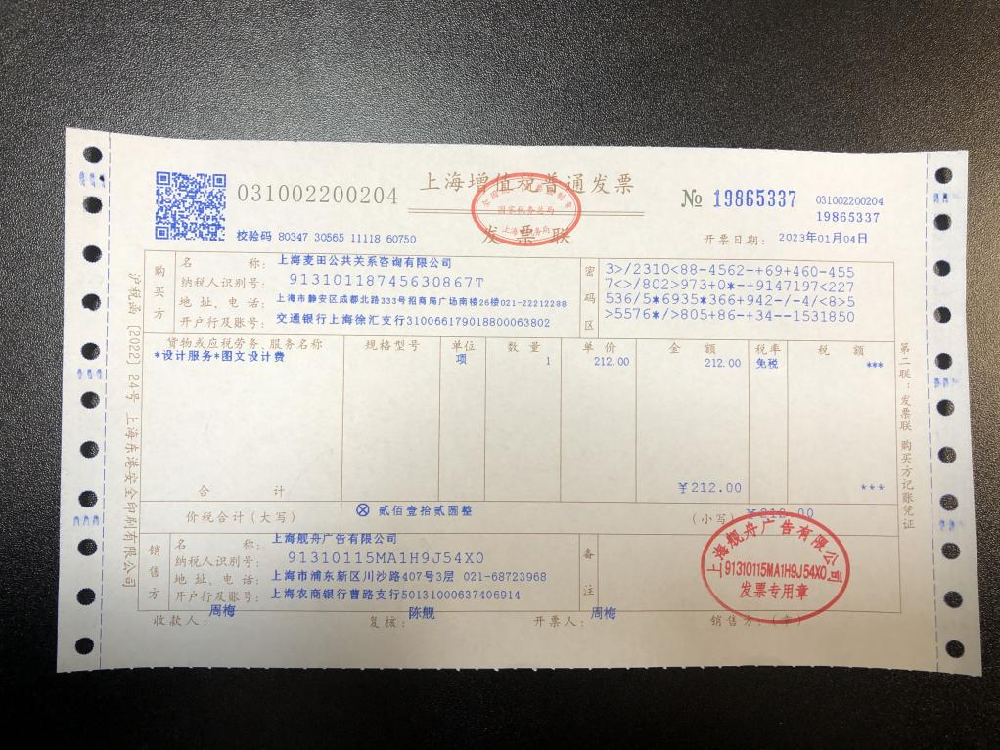 上海增值税普通发票
031002200204
№ 19865337
031002200204
19865337
国家税务总局
发票联
校验码 80347 30565 11118 60750
开票日期： 2023年01月04日
购买方
名 称： 上海麦田公共关系咨询有限公司
纳税人识别号： 91310118745630867T
地址、电话： 上海市静安区成都北路333号招商局广场南楼26楼021-22212288
开户行及账号： 交通银行上海徐汇支行310066179018800063802
密码区
3>/2310<88-4562-+69+460-455
7<>/802>973+0*-+9147197<227
536/5*6935*366+942-/-4/<8>5
>5576*/>805+86-+34--1531850
货物或应税劳务、服务名称 规格型号 单位 数 量 单 价 金 额 税率 税 额
*设计服务*图文设计费 项 1 212.00 212.00 免税 ***
合 计 ￥212.00 ***
价税合计（大写） ⊗ 贰佰壹拾贰圆整 （小写） ￥212.00
销售方
名 称： 上海舰舟广告有限公司
纳税人识别号： 91310115MA1H9J54X0
地址、电话： 上海市浦东新区川沙路407号3层 021-68723968
开户行及账号： 上海农商银行曹路支行50131000637406914
备注
上海舰舟广告有限公司
91310115MA1H9J54X0
发票专用章
收款人： 周梅 复核： 陈舰 开票人： 周梅 销售方：（章）
沪税函〔2022〕24号 上海东港安全印刷有限公司
第二联：发票联 购买方记账凭证